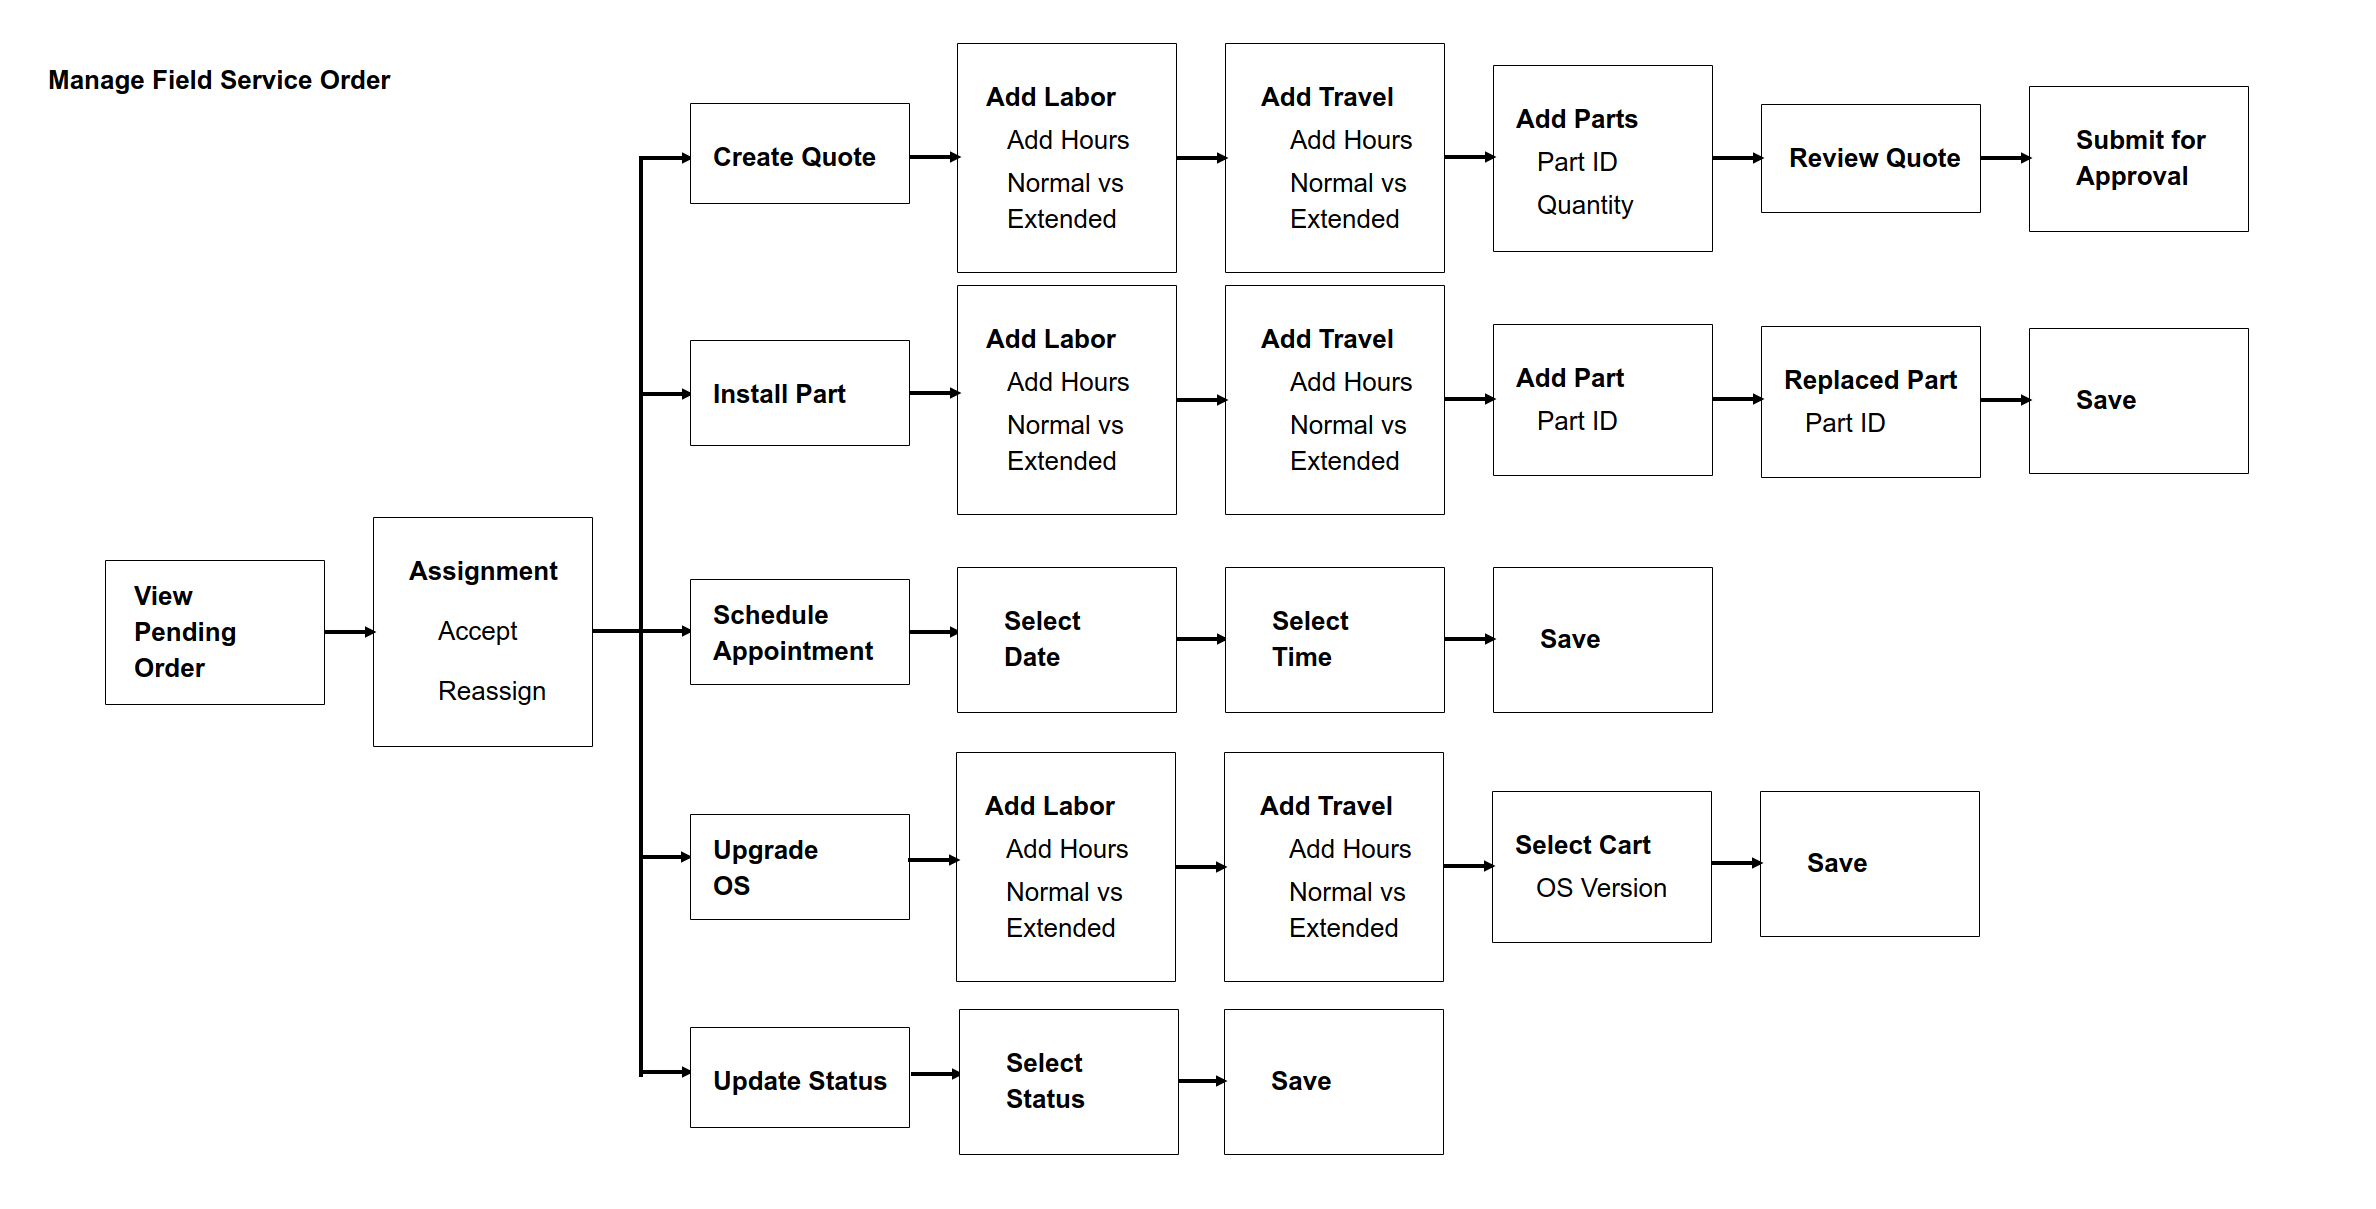 Manage Field Service Order
View
Pending
Order
Assignment
Accept
Reassign
Create Quote
Add Labor
Add Hours
Normal vs
Extended
Add Travel
Add Hours
Normal vs
Extended
Add Parts
Part ID
Quantity
Review Quote
Submit for
Approval
Install Part
Add Labor
Add Hours
Normal vs
Extended
Add Travel
Add Hours
Normal vs
Extended
Add Part
Part ID
Replaced Part
Part ID
Save
Schedule
Appointment
Select
Date
Select
Time
Save
Upgrade
OS
Add Labor
Add Hours
Normal vs
Extended
Add Travel
Add Hours
Normal vs
Extended
Select Cart
OS Version
Save
Update Status
Select
Status
Save